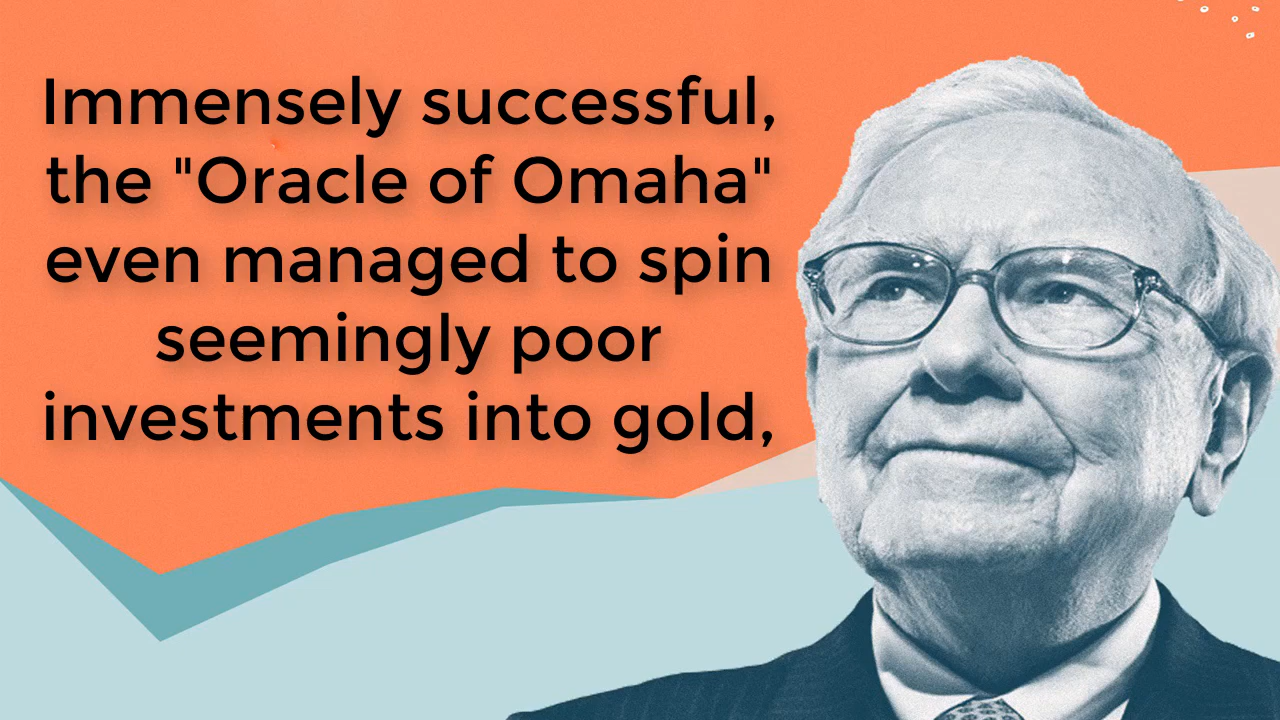 Immensely successful,
the "Oracle of Omaha"
even managed to spin
seemingly poor
investments into gold,